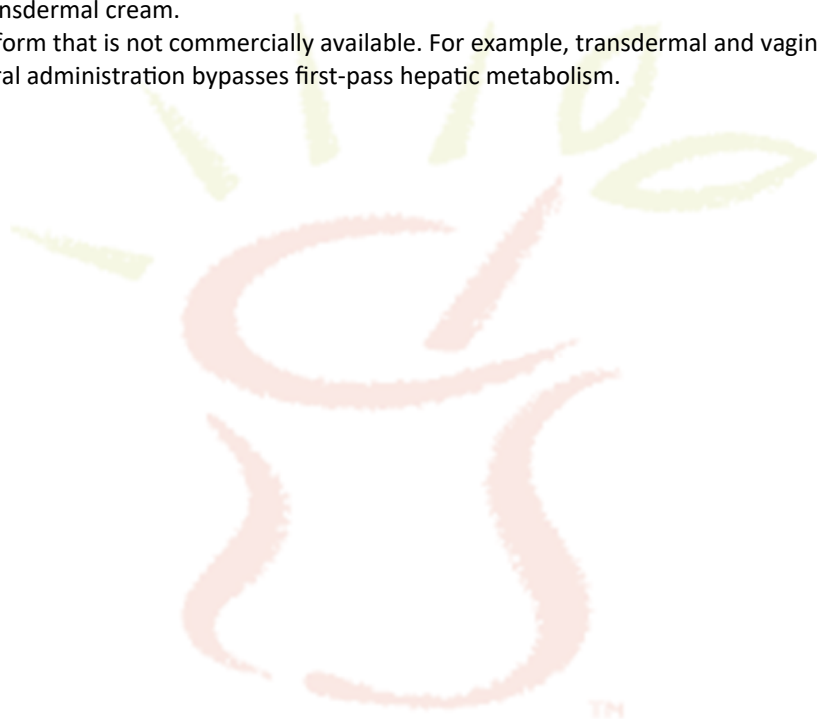 nsdermal cream.
form that is not commercially available. For example, transdermal and vagin
al administration bypasses first-pass hepatic metabolism.
TM